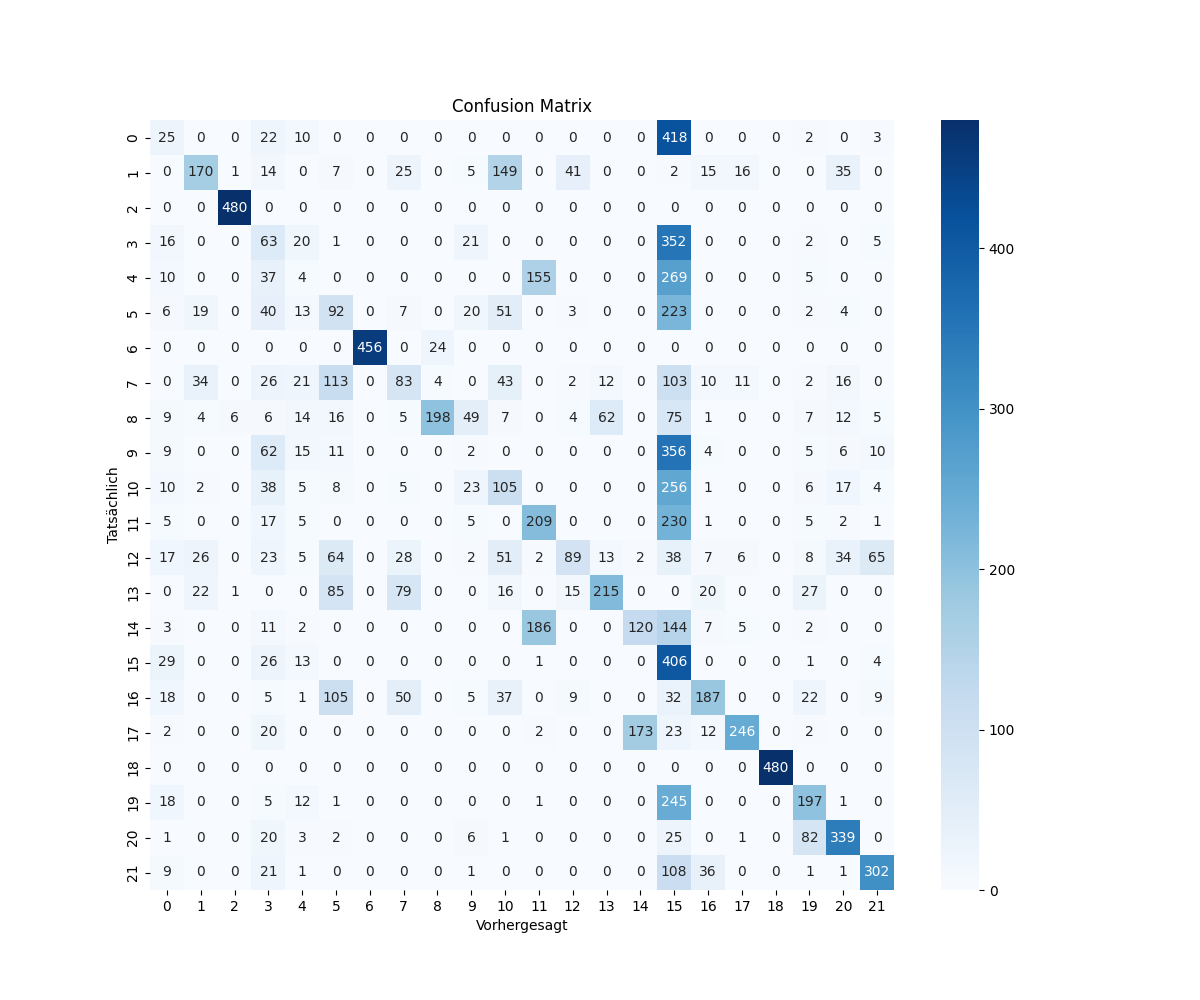 Confusion Matrix
0 25 0 0 22 10 0 0 0 0 0 0 0 0 0 0 418 0 0 0 2 0 3
1 0 170 1 14 0 7 0 25 0 5 149 0 41 0 0 2 15 16 0 0 35 0
2 0 0 480 0 0 0 0 0 0 0 0 0 0 0 0 0 0 0 0 0 0 0
3 16 0 0 63 20 1 0 0 0 21 0 0 0 0 0 352 0 0 0 2 0 5
4 10 0 0 37 4 0 0 0 0 0 0 155 0 0 0 269 0 0 0 5 0 0
5 6 19 0 40 13 92 0 7 0 20 51 0 3 0 0 223 0 0 0 2 4 0
6 0 0 0 0 0 0 456 0 24 0 0 0 0 0 0 0 0 0 0 0 0 0
7 0 34 0 26 21 113 0 83 4 0 43 0 2 12 0 103 10 11 0 2 16 0
8 9 4 6 6 14 16 0 5 198 49 7 0 4 62 0 75 1 0 0 7 12 5
9 9 0 0 62 15 11 0 0 0 2 0 0 0 0 0 356 4 0 0 5 6 10
10 10 2 0 38 5 8 0 5 0 23 105 0 0 0 0 256 1 0 0 6 17 4
11 5 0 0 17 5 0 0 0 0 5 0 209 0 0 0 230 1 0 0 5 2 1
12 17 26 0 23 5 64 0 28 0 2 51 2 89 13 2 38 7 6 0 8 34 65
13 0 22 1 0 0 85 0 79 0 0 16 0 15 215 0 0 20 0 0 27 0 0
14 3 0 0 11 2 0 0 0 0 0 0 186 0 0 120 144 7 5 0 2 0 0
15 29 0 0 26 13 0 0 0 0 0 0 1 0 0 0 406 0 0 0 1 0 4
16 18 0 0 5 1 105 0 50 0 5 37 0 9 0 0 32 187 0 0 22 0 9
17 2 0 0 20 0 0 0 0 0 0 0 2 0 0 173 23 12 246 0 2 0 0
18 0 0 0 0 0 0 0 0 0 0 0 0 0 0 0 0 0 0 480 0 0 0
19 18 0 0 5 12 1 0 0 0 0 0 1 0 0 0 245 0 0 0 197 1 0
20 1 0 0 20 3 2 0 0 0 6 1 0 0 0 0 25 0 1 0 82 339 0
21 9 0 0 21 1 0 0 0 0 1 0 0 0 0 0 108 36 0 0 1 1 302
0 1 2 3 4 5 6 7 8 9 10 11 12 13 14 15 16 17 18 19 20 21
Vorhergesagt
Tatsächlich
400
300
200
100
0